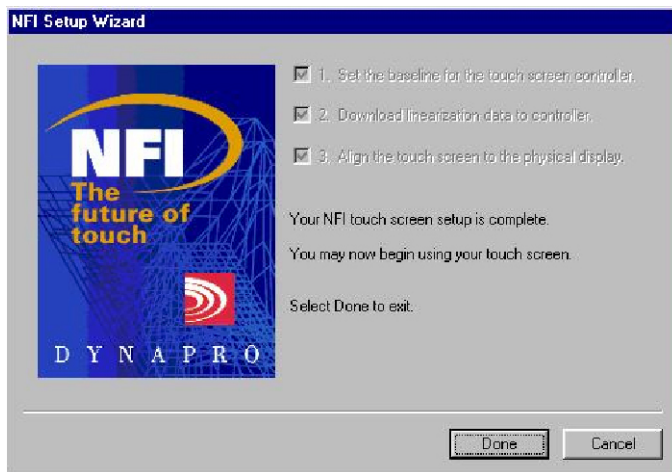 NFI Setup Wizard
NFI
The
future of
touch
DYNAPRO
1. Set the baseline for the touch screen controller.
2. Download linearization data to controller.
3. Align the touch screen to the physical display.
Your NFI touch screen setup is complete.
You may now begin using your touch screen.
Select Done to exit.
Done
Cancel